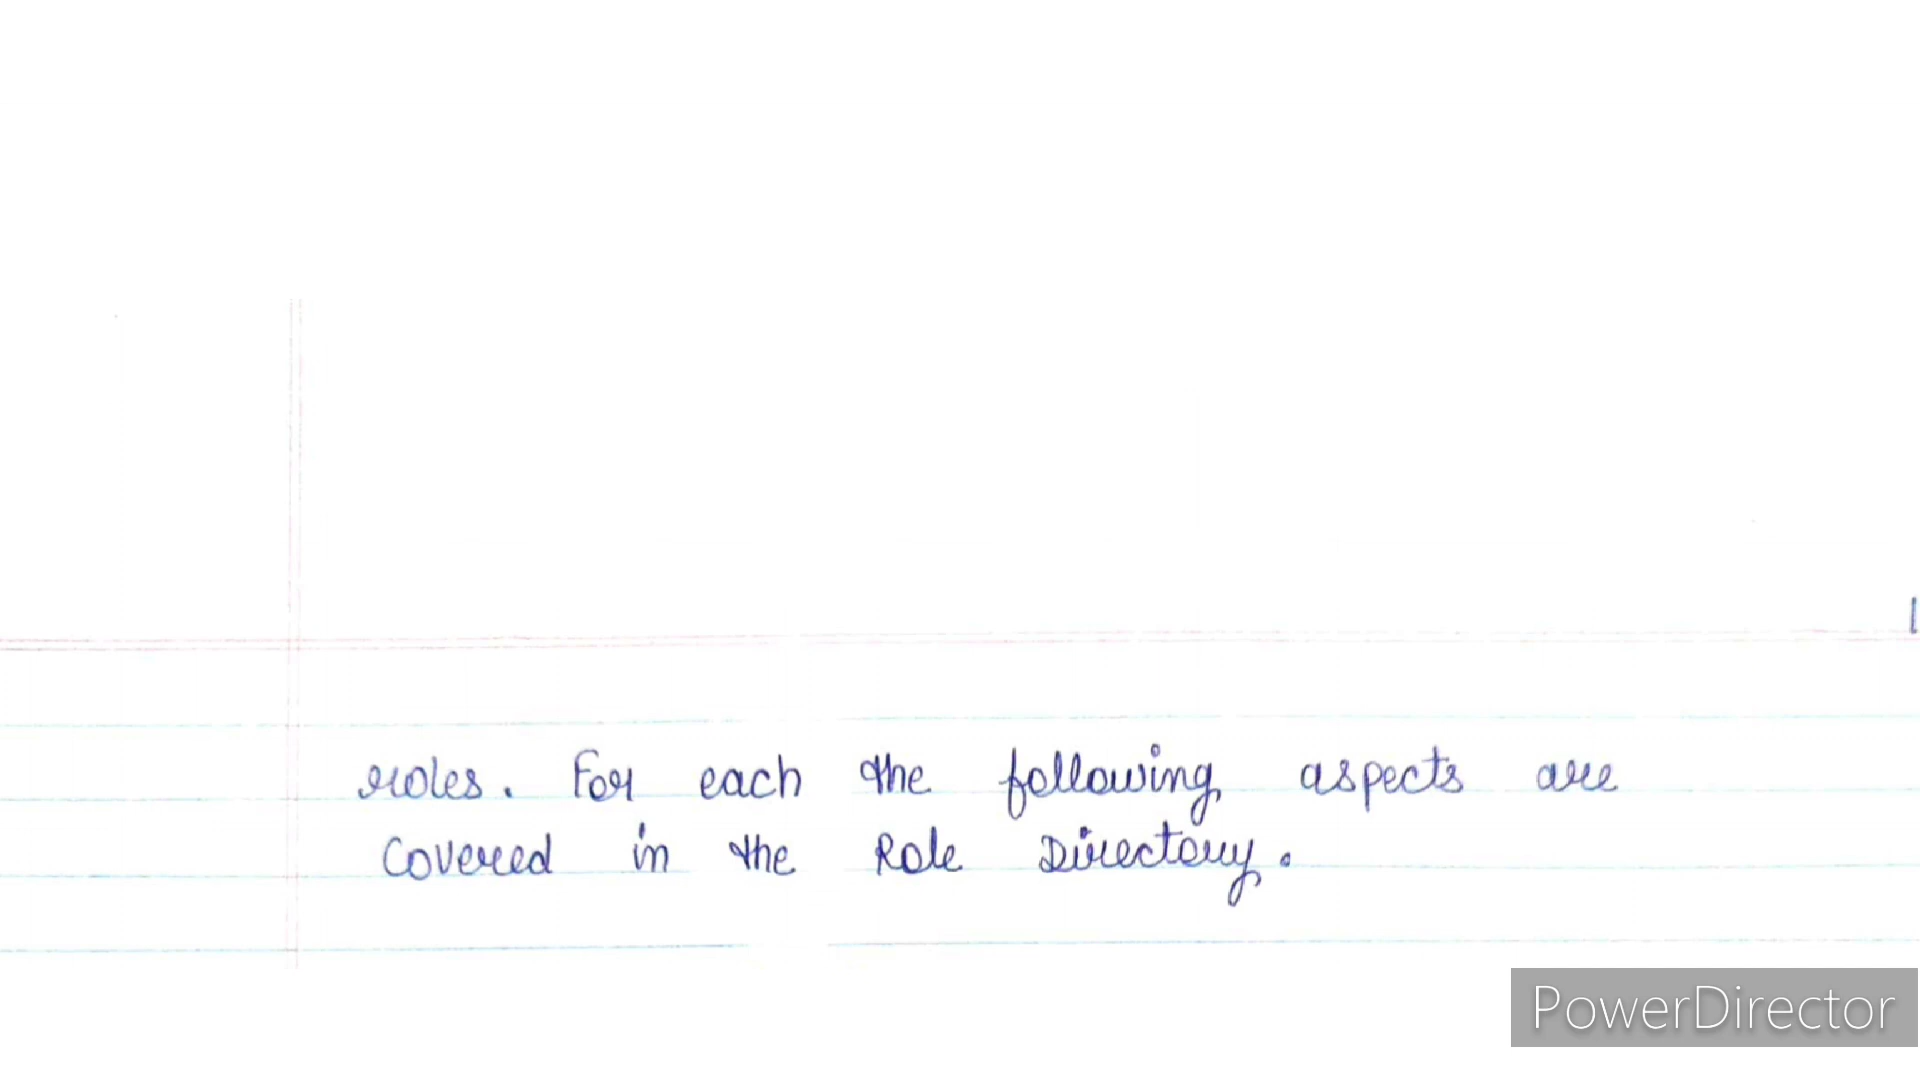 roles. For each the following aspects are
covered in the Role Directory.
PowerDirector